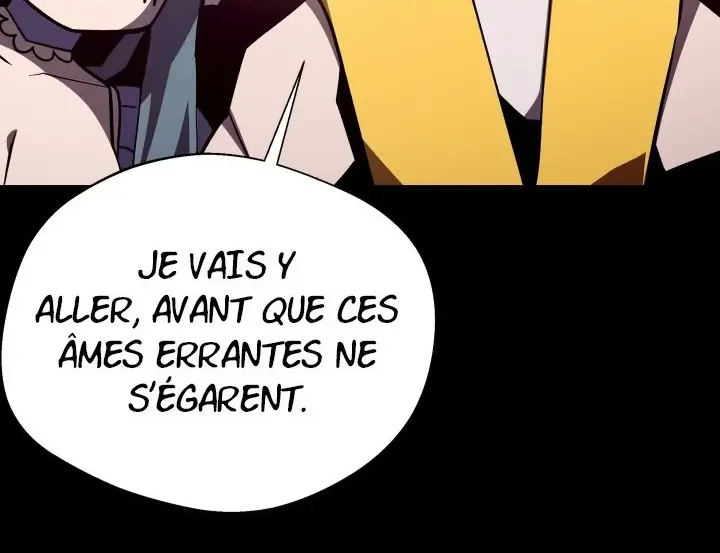 JE VAIS Y
ALLER, AVANT QUE CES
ÂMES ERRANTES NE
S'ÉGARENT.